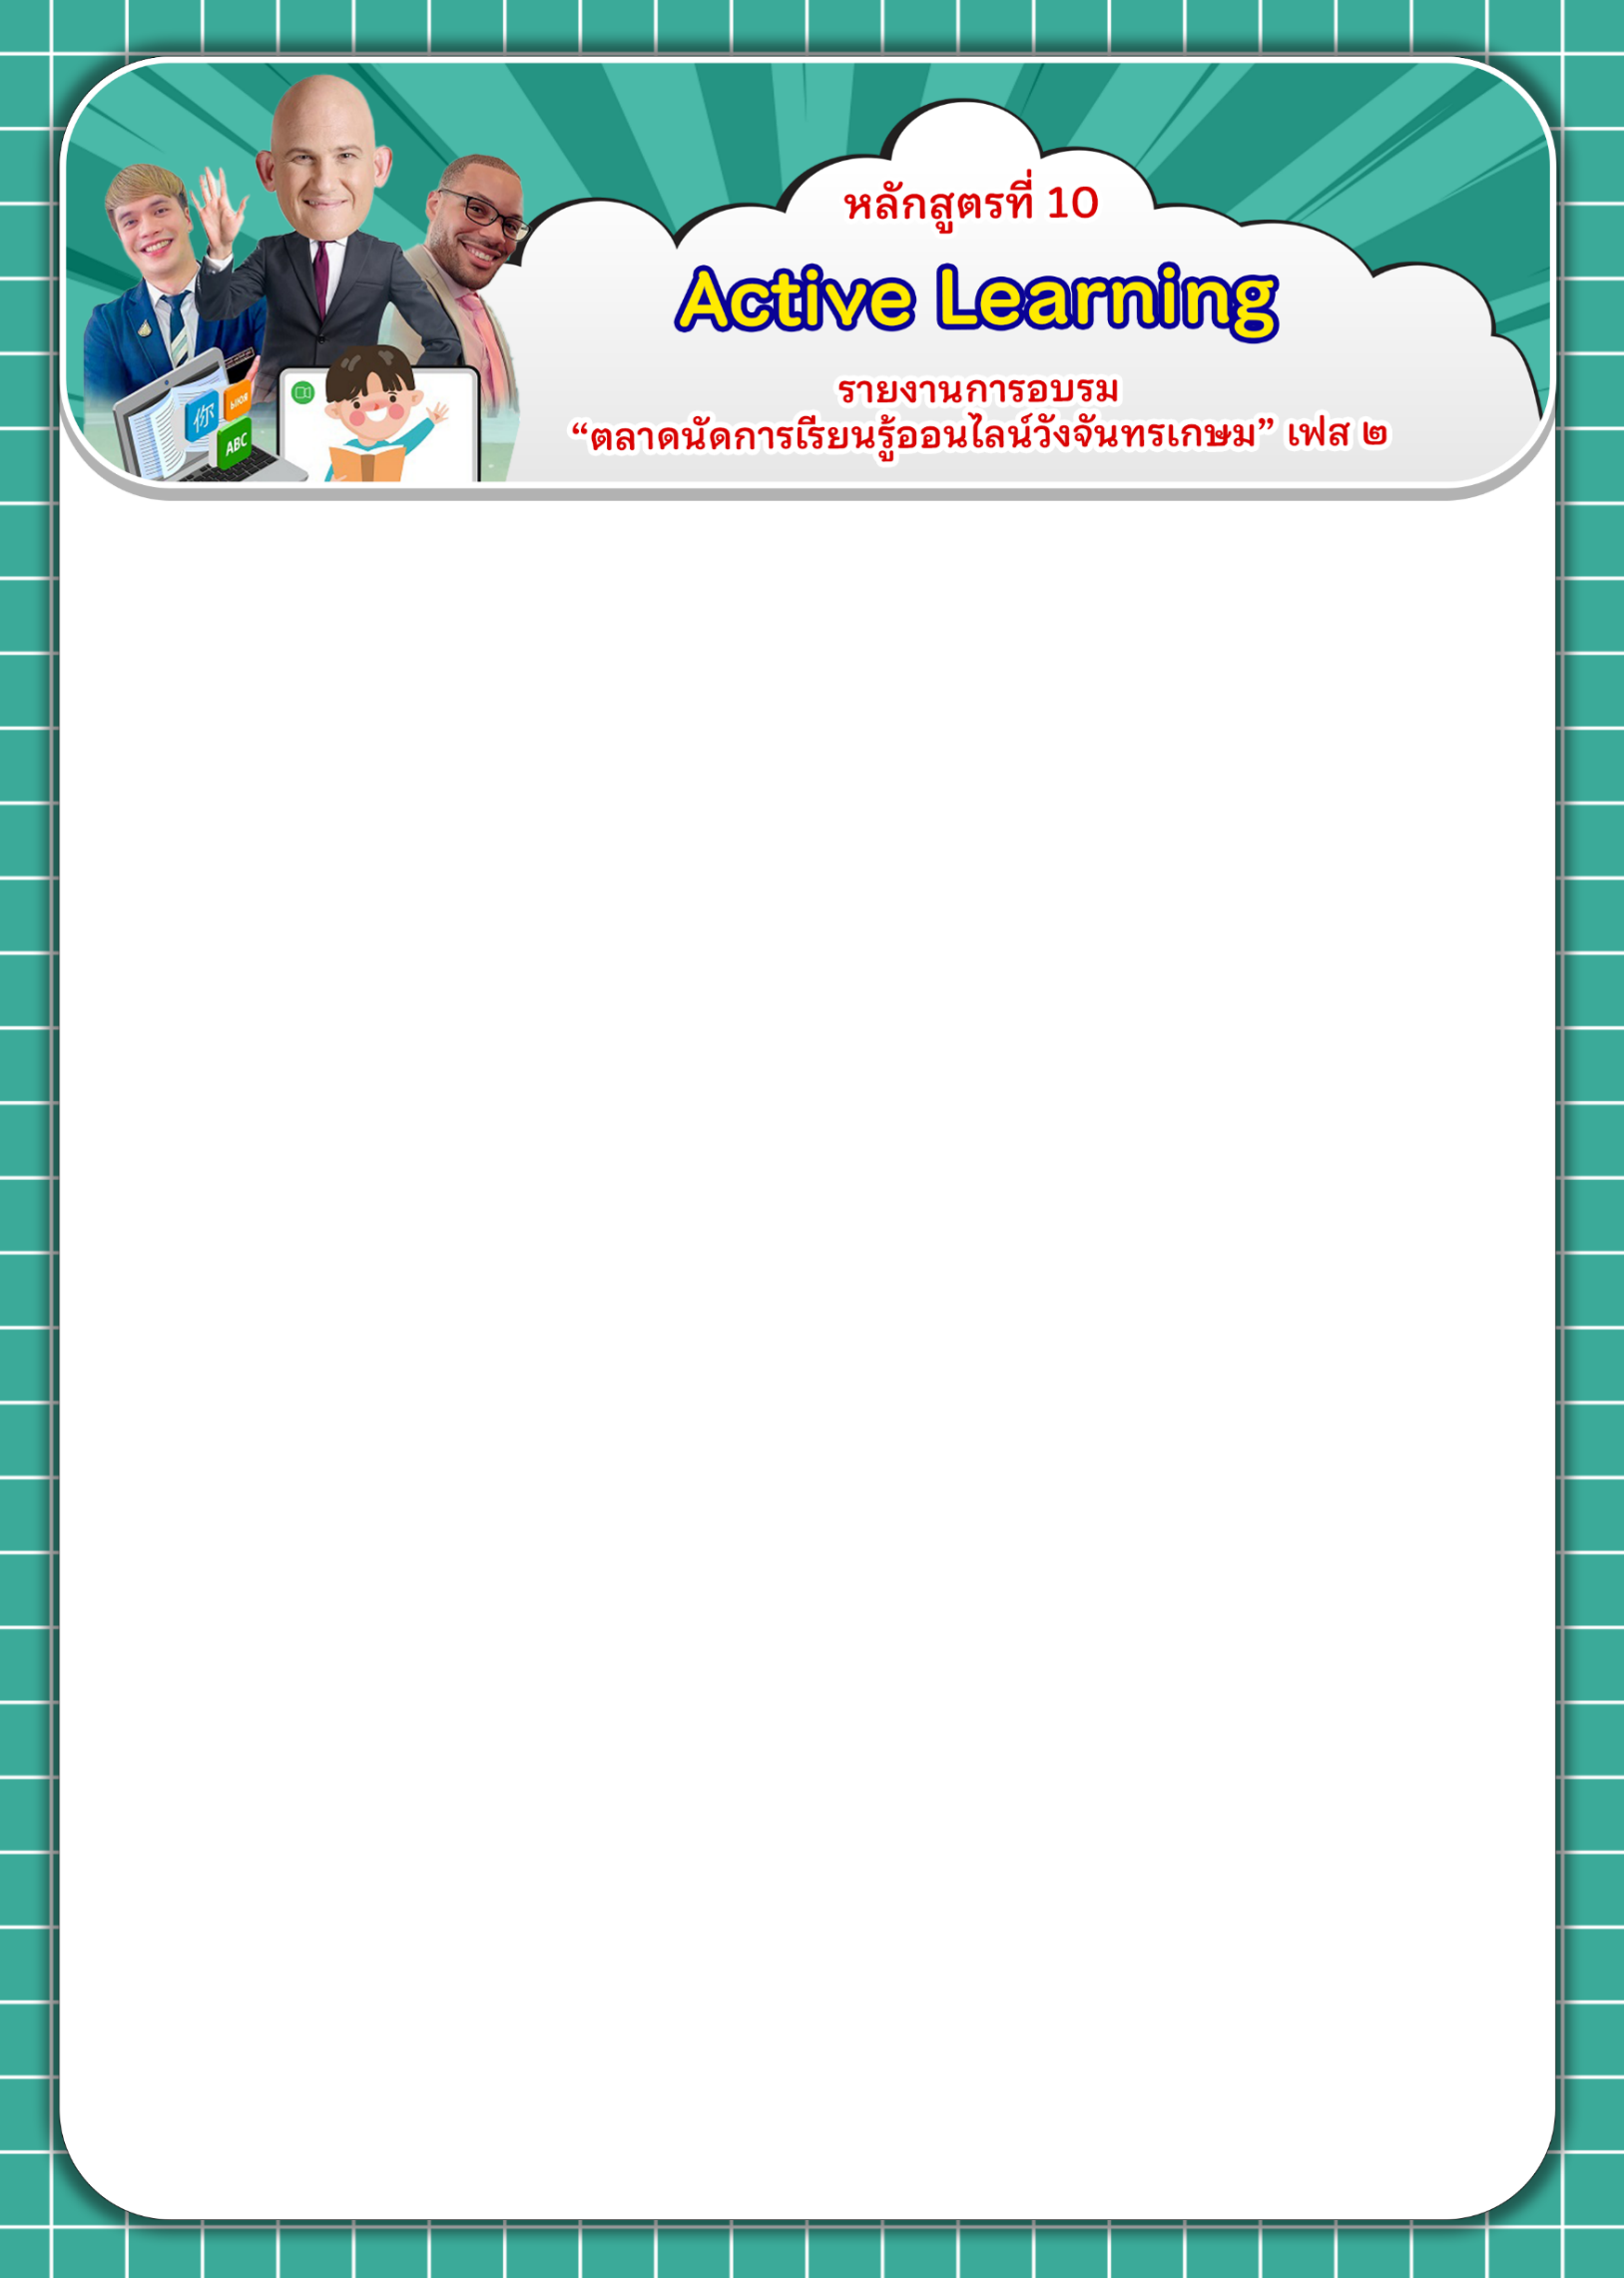 หลักสูตรที่ 10
Active Learning
รายงานการอบรม
“ตลาดนัดการเรียนรู้ออนไลน์วังจันทรเกษม” เฟส ๒
你
ЫЮЯ
ABC